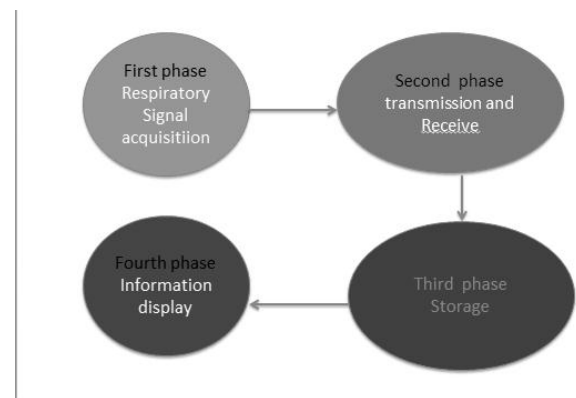 First phase
Respiratory
Signal
acquisitiion
Second phase
transmission and
Receive
Third phase
Storage
Fourth phase
Information
display